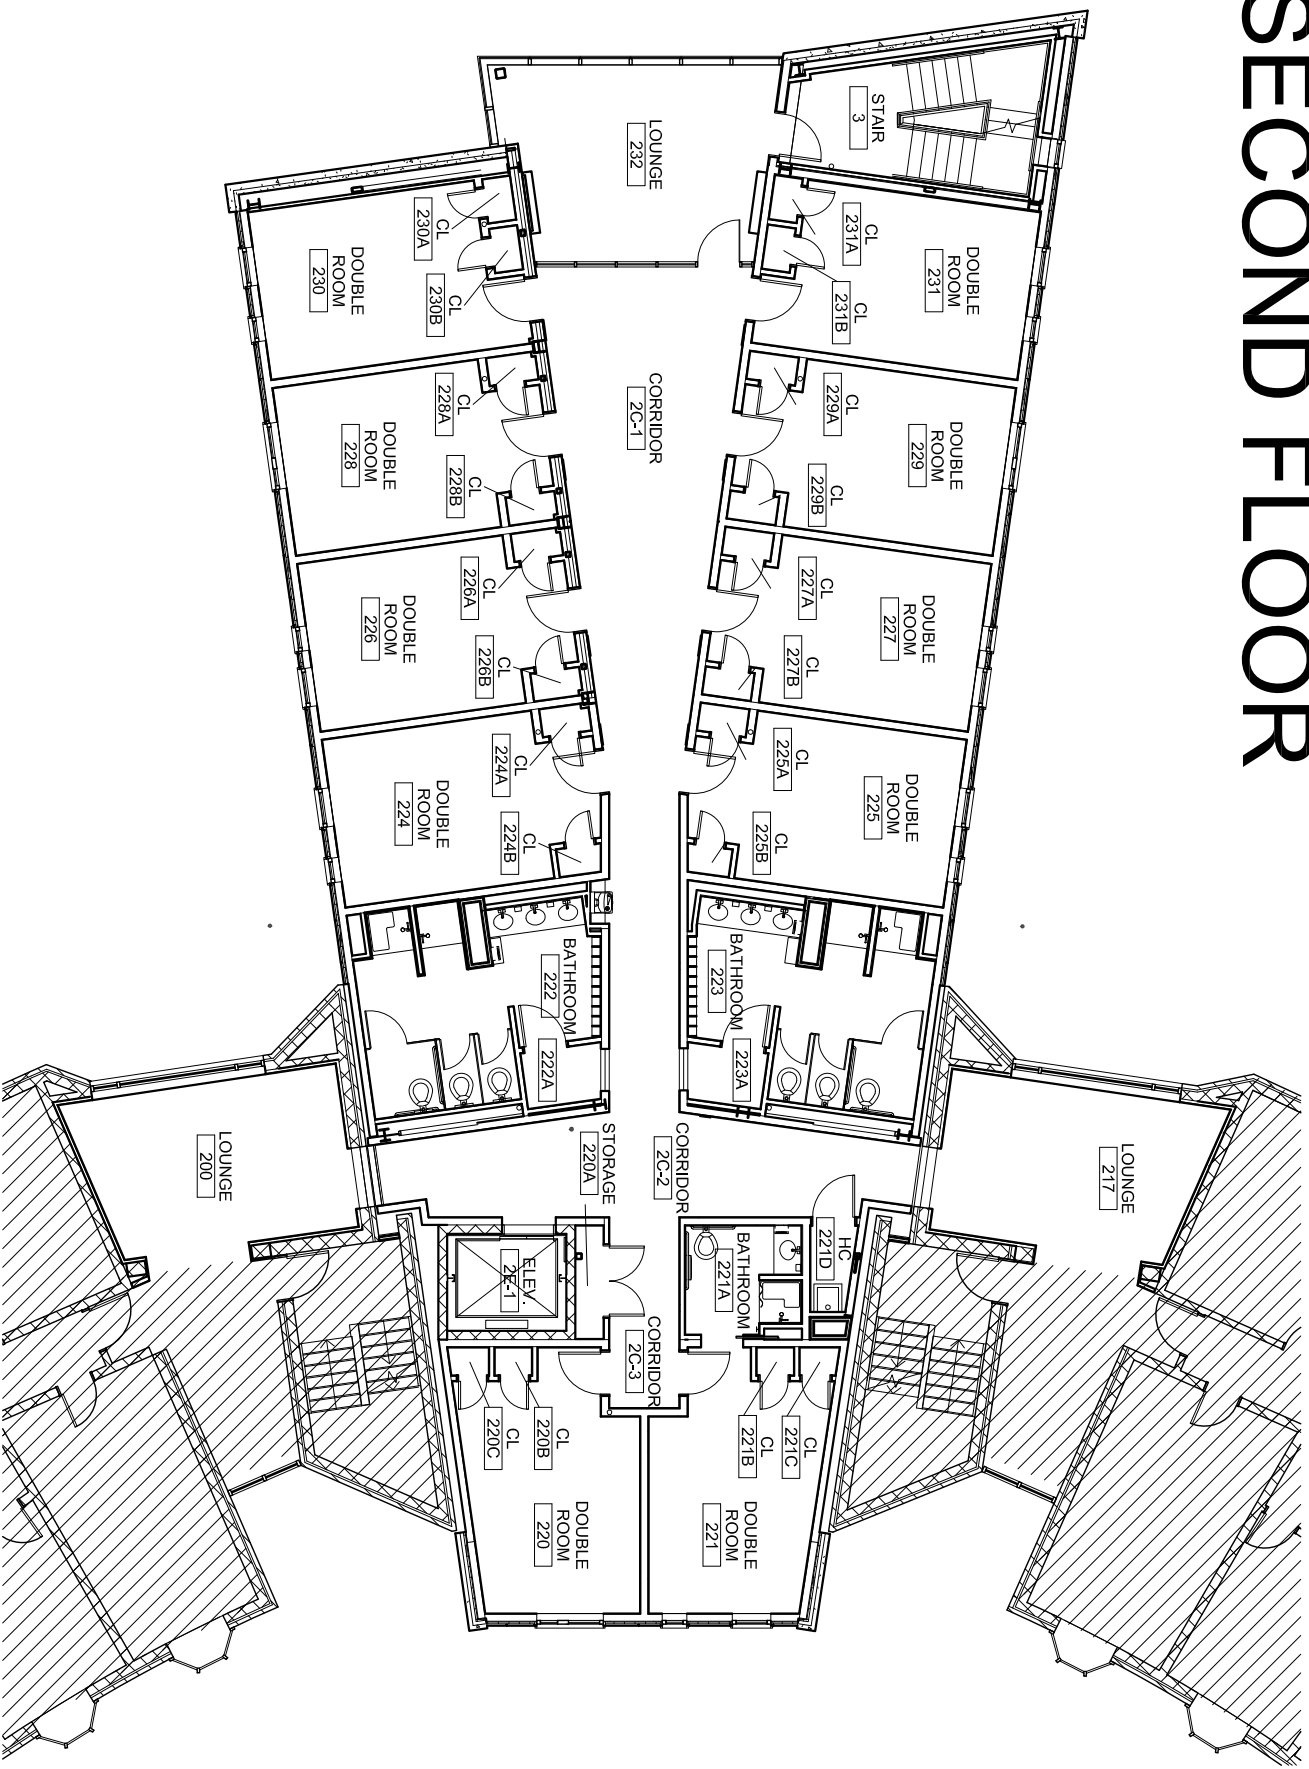 SECOND FLOOR
STAIR
3
LOUNGE
232
CL
231A
CL
231B
DOUBLE
ROOM
231
CL
230A
CL
230B
DOUBLE
ROOM
230
CORRIDOR
2C-1
CL
229A
CL
229B
DOUBLE
ROOM
229
CL
228A
CL
228B
DOUBLE
ROOM
228
CL
227A
CL
227B
DOUBLE
ROOM
227
CL
226A
CL
226B
DOUBLE
ROOM
226
CL
225A
CL
225B
DOUBLE
ROOM
225
CL
224A
CL
224B
DOUBLE
ROOM
224
BATHROOM
223
223A
BATHROOM
222
222A
LOUNGE
217
CORRIDOR
2C-2
STORAGE
220A
LOUNGE
200
HC
221D
BATHROOM
221A
ELEV.
2E-1
CORRIDOR
2C-3
CL
221C
CL
221B
CL
220B
CL
220C
DOUBLE
ROOM
221
DOUBLE
ROOM
220